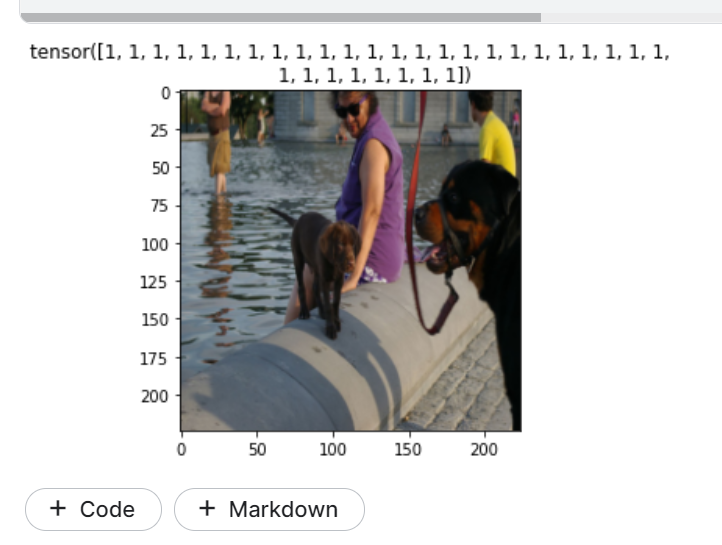 tensor([1, 1, 1, 1, 1, 1, 1, 1, 1, 1, 1, 1, 1, 1, 1, 1, 1, 1, 1, 1, 1, 1, 1, 1,
1, 1, 1, 1, 1, 1, 1, 1])
0
25
50
75
100
125
150
175
200
0 50 100 150 200
+ Code + Markdown